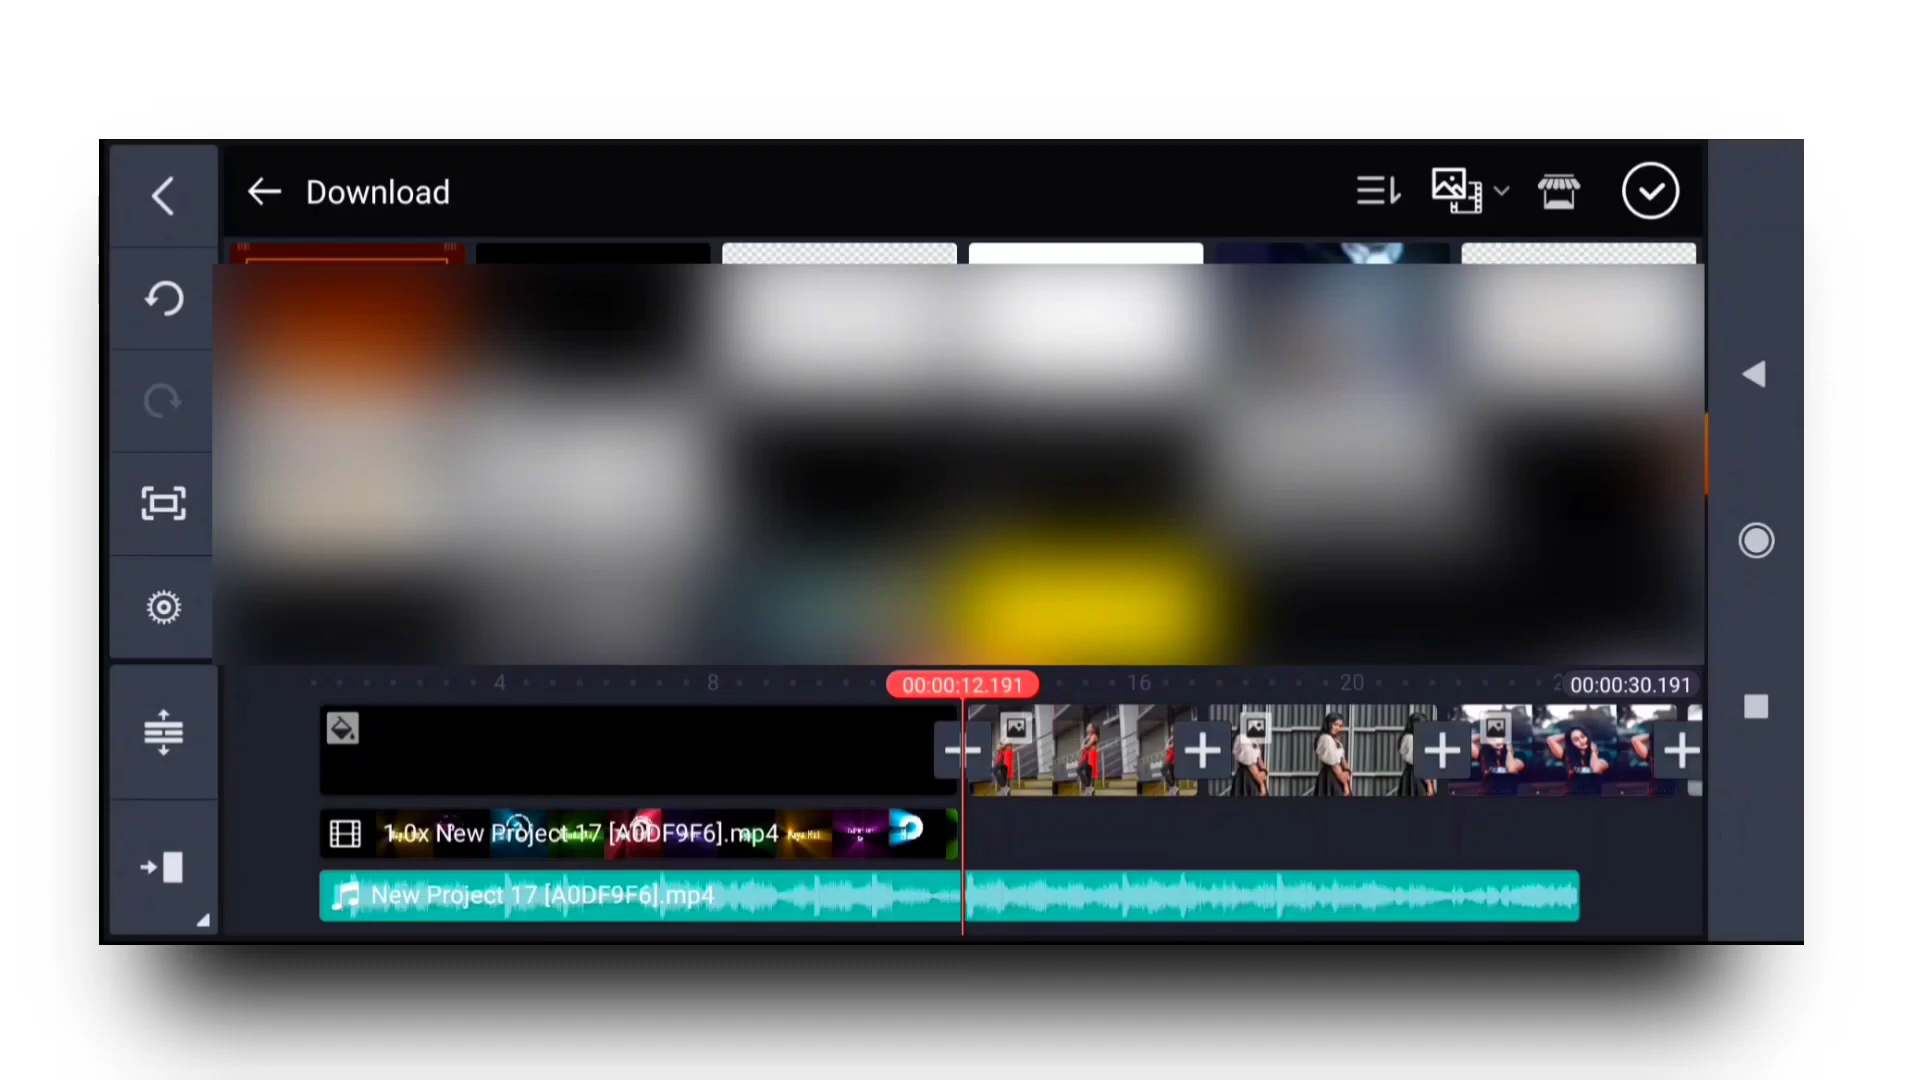 Download
4
8
00:00:12.191
16
20
00:00:30.191
1.0x New Project 17 [A0DF9F6].mp4
New Project 17 [A0DF9F6].mp4